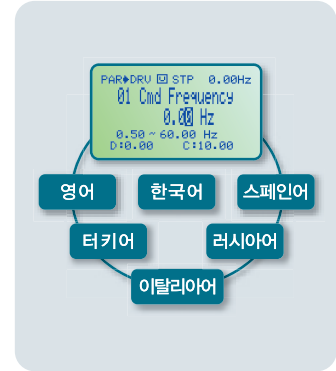 PAR♦DRV U STP 0.00Hz
01 Cmd Frequency
0.00 Hz
0.50 ~ 60.00 Hz
D:0.00 C:10.00
영어 한국어 스페인어
터키어 러시아어
이탈리아어